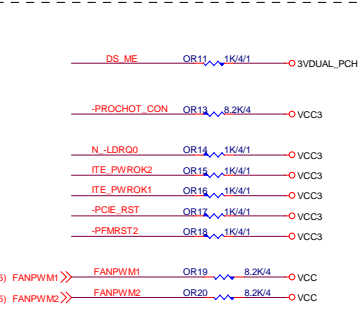 DS_ME OR11 1K/4/1 3VDUAL_PCH
-PROCHOT_CON OR13 8.2K/4 VCC3
N_-LDRQ0 OR14 1K/4/1 VCC3
ITE_PWROK2 OR15 1K/4/1 VCC3
ITE_PWROK1 OR16 1K/4/1 VCC3
-PCIE_RST OR17 1K/4/1 VCC3
-PFMRST2 OR18 1K/4/1 VCC3
5) FANPWM1 FANPWM1 OR19 8.2K/4 VCC
5) FANPWM2 FANPWM2 OR20 8.2K/4 VCC